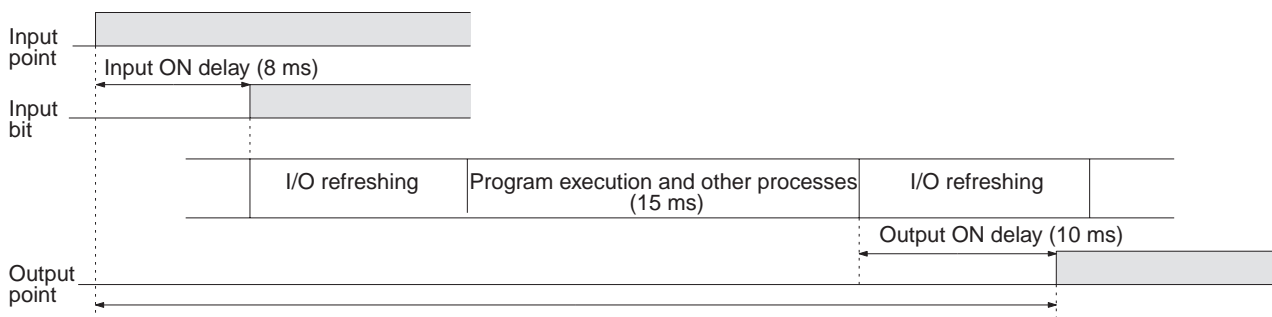 Input
point
Input ON delay (8 ms)
Input
bit
I/O refreshing
Program execution and other processes
(15 ms)
I/O refreshing
Output ON delay (10 ms)
Output
point